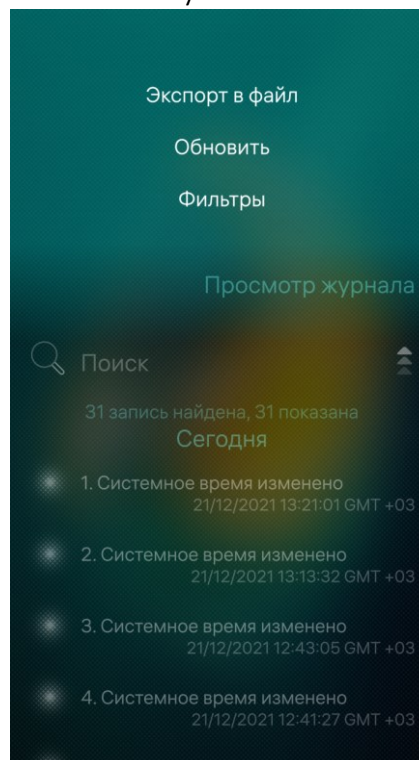 Экспорт в файл
Обновить
Фильтры
Просмотр журнала
Поиск
31 запись найдена, 31 показана
Сегодня
1. Системное время изменено
21/12/2021 13:21:01 GMT +03
2. Системное время изменено
21/12/2021 13:13:32 GMT +03
3. Системное время изменено
21/12/2021 12:43:05 GMT +03
4. Системное время изменено
21/12/2021 12:41:27 GMT +03